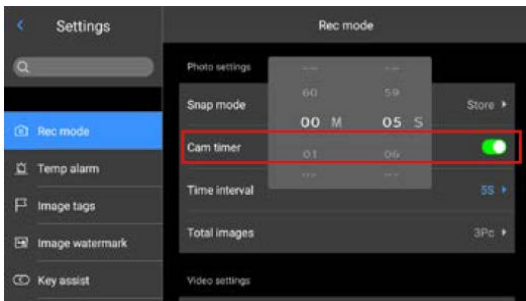 Settings
Rec mode
Temp alarm
Image tags
Image watermark
Key assist
Rec mode
Photo settings
Snap mode
Store
Cam timer
Time interval
5S
Total images
3Pc
Video settings
60 59
00 M 05 S
01 06